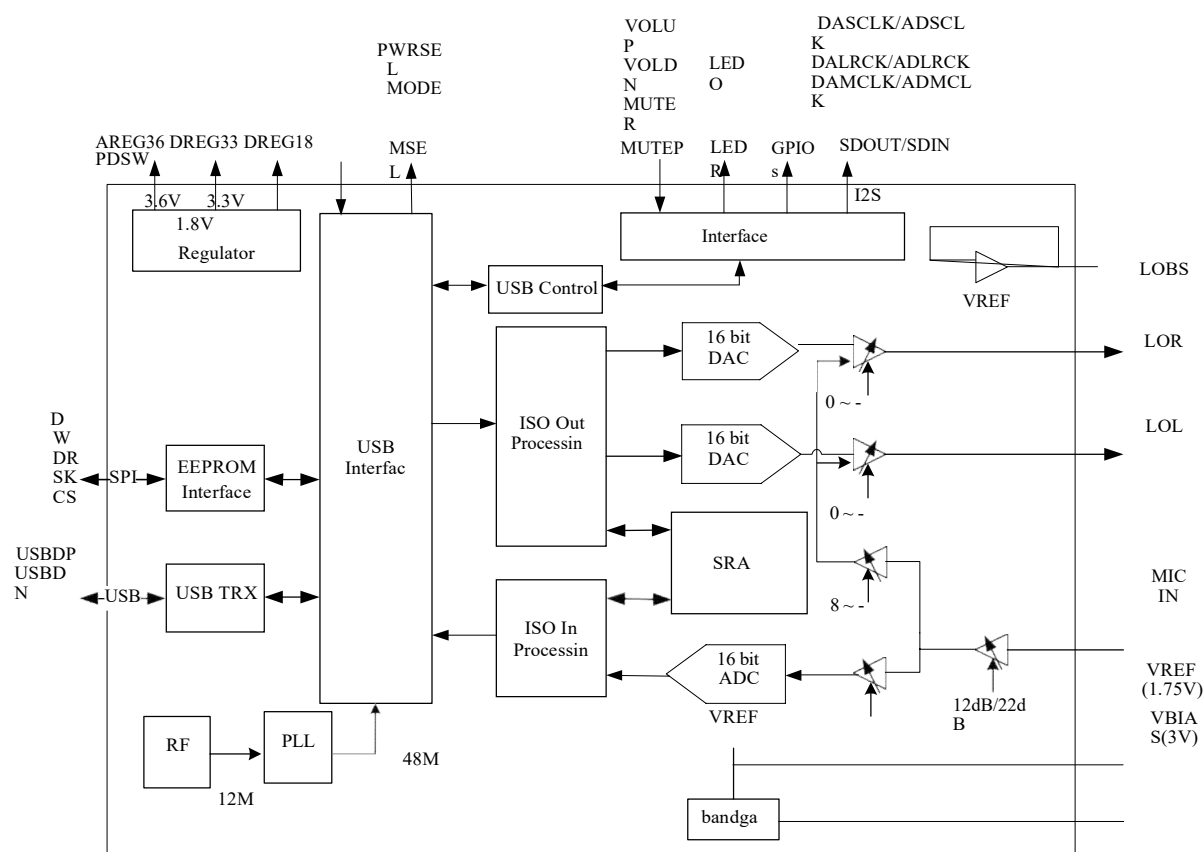 VOLU
P
VOLD
N
MUTE
R
MUTEP
DASCLK/ADSCL
K
DALRCK/ADLRCK
DAMCLK/ADMCL
K
PWRSE
L
MODE
LED
O
AREG36 DREG33 DREG18
PDSW
MSE
L
LED
R
GPIO
s
SDOUT/SDIN
3.6V 3.3V
1.8V
Regulator
I2S
Interface
USB Control
VREF
LOBS
16 bit
DAC
LOR
0 ~ -
D
W
DR
SK
CS
SPI
EEPROM
Interface
USB
Interfac
ISO Out
Processin
16 bit
DAC
LOL
0 ~ -
USBDP
USBD
N
USB
USB TRX
SRA
8 ~ -
MIC
IN
ISO In
Processin
16 bit
ADC
VREF
12dB/22d
B
VREF
(1.75V)
VBIA
S(3V)
RF
PLL
12M
48M
bandga